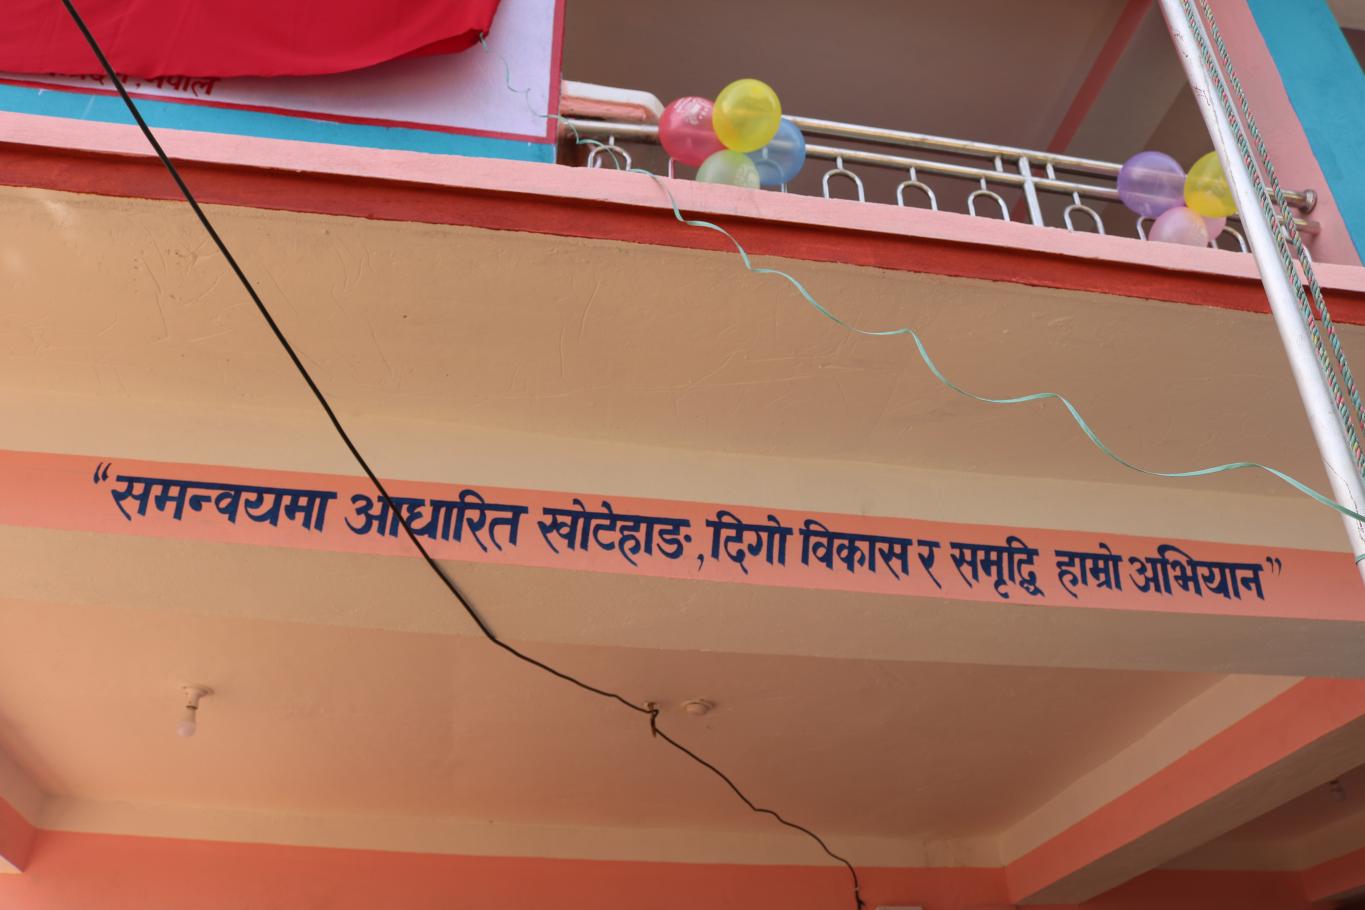 नेपाल
“समन्वयमा आधारित खोटेहाङ, दिगो विकास र समृद्धि हाम्रो अभियान”